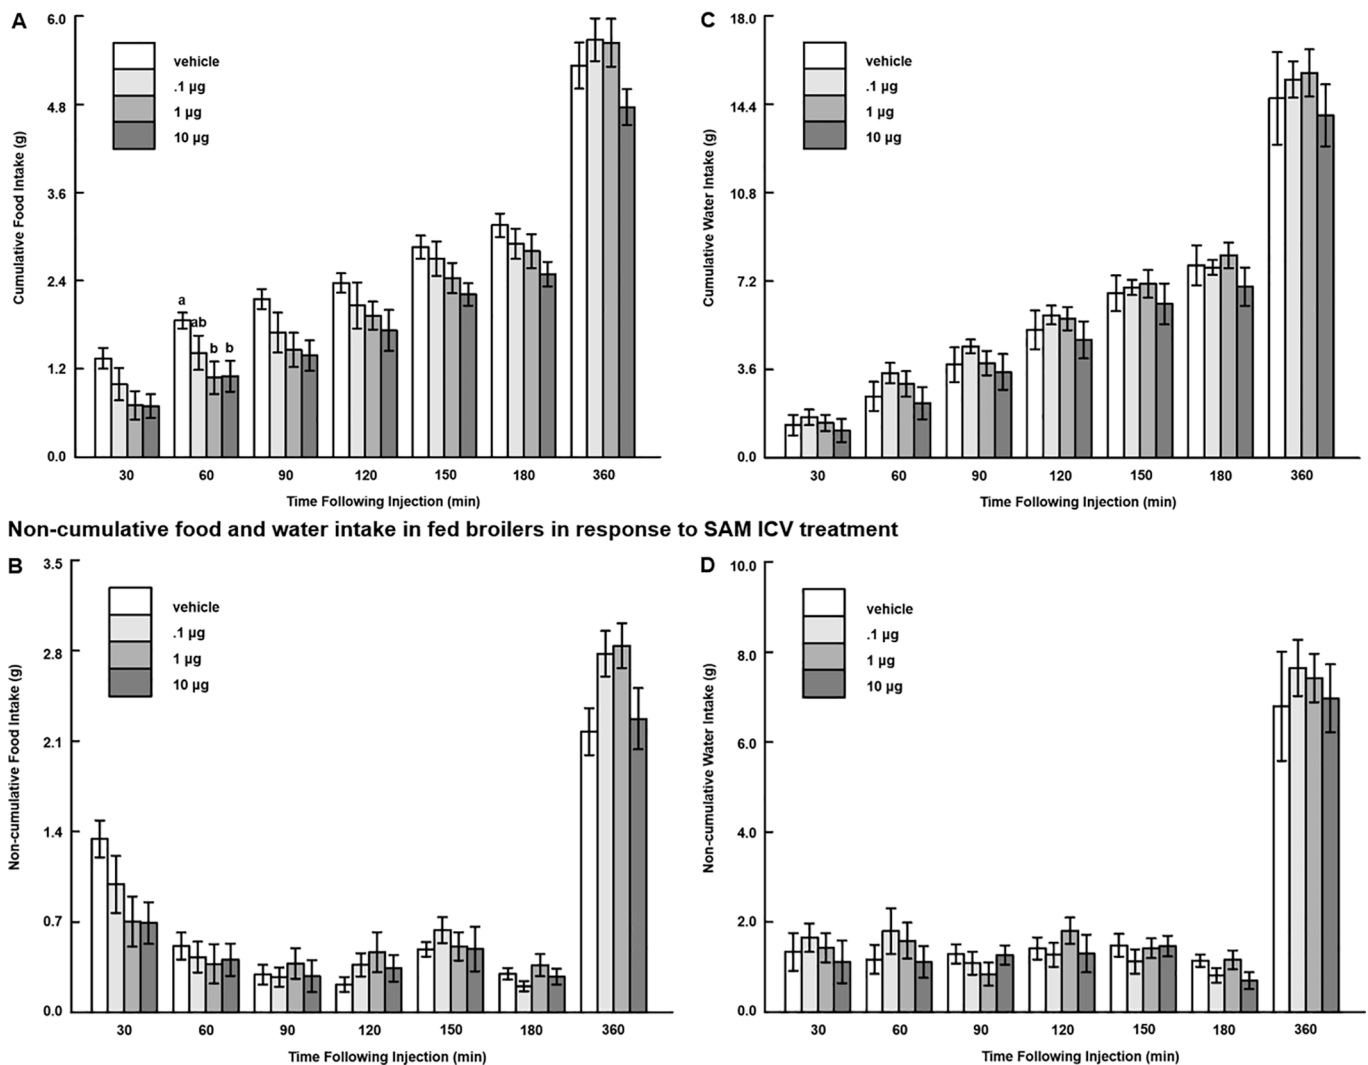 A
6.0
4.8
3.6
2.4
1.2
0.0
Cumulative Food Intake (g)
vehicle
.1 µg
1 µg
10 µg
a
ab
b b
30 60 90 120 150 180 360
Time Following Injection (min)
C
18.0
14.4
10.8
7.2
3.6
0.0
Cumulative Water Intake (g)
vehicle
.1 µg
1 µg
10 µg
30 60 90 120 150 180 360
Time Following Injection (min)
Non-cumulative food and water intake in fed broilers in response to SAM ICV treatment
B
3.5
2.8
2.1
1.4
0.7
0.0
Non-cumulative Food Intake (g)
vehicle
.1 µg
1 µg
10 µg
30 60 90 120 150 180 360
Time Following Injection (min)
D
10.0
8.0
6.0
4.0
2.0
0.0
Non-cumulative Water Intake (g)
vehicle
.1 µg
1 µg
10 µg
30 60 90 120 150 180 360
Time Following Injection (min)